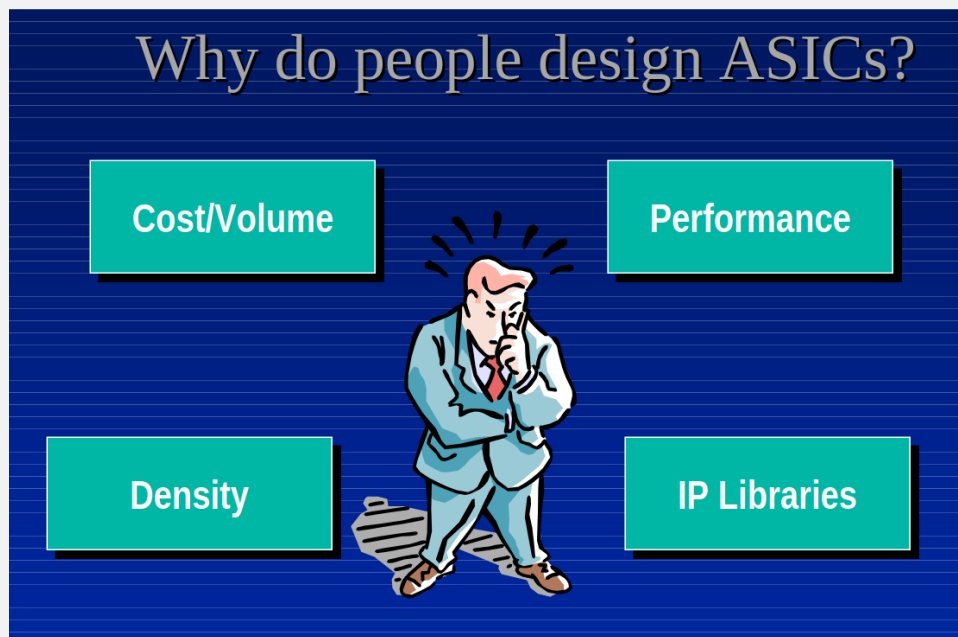 Why do people design ASICs?
Cost/Volume
Performance
Density
IP Libraries